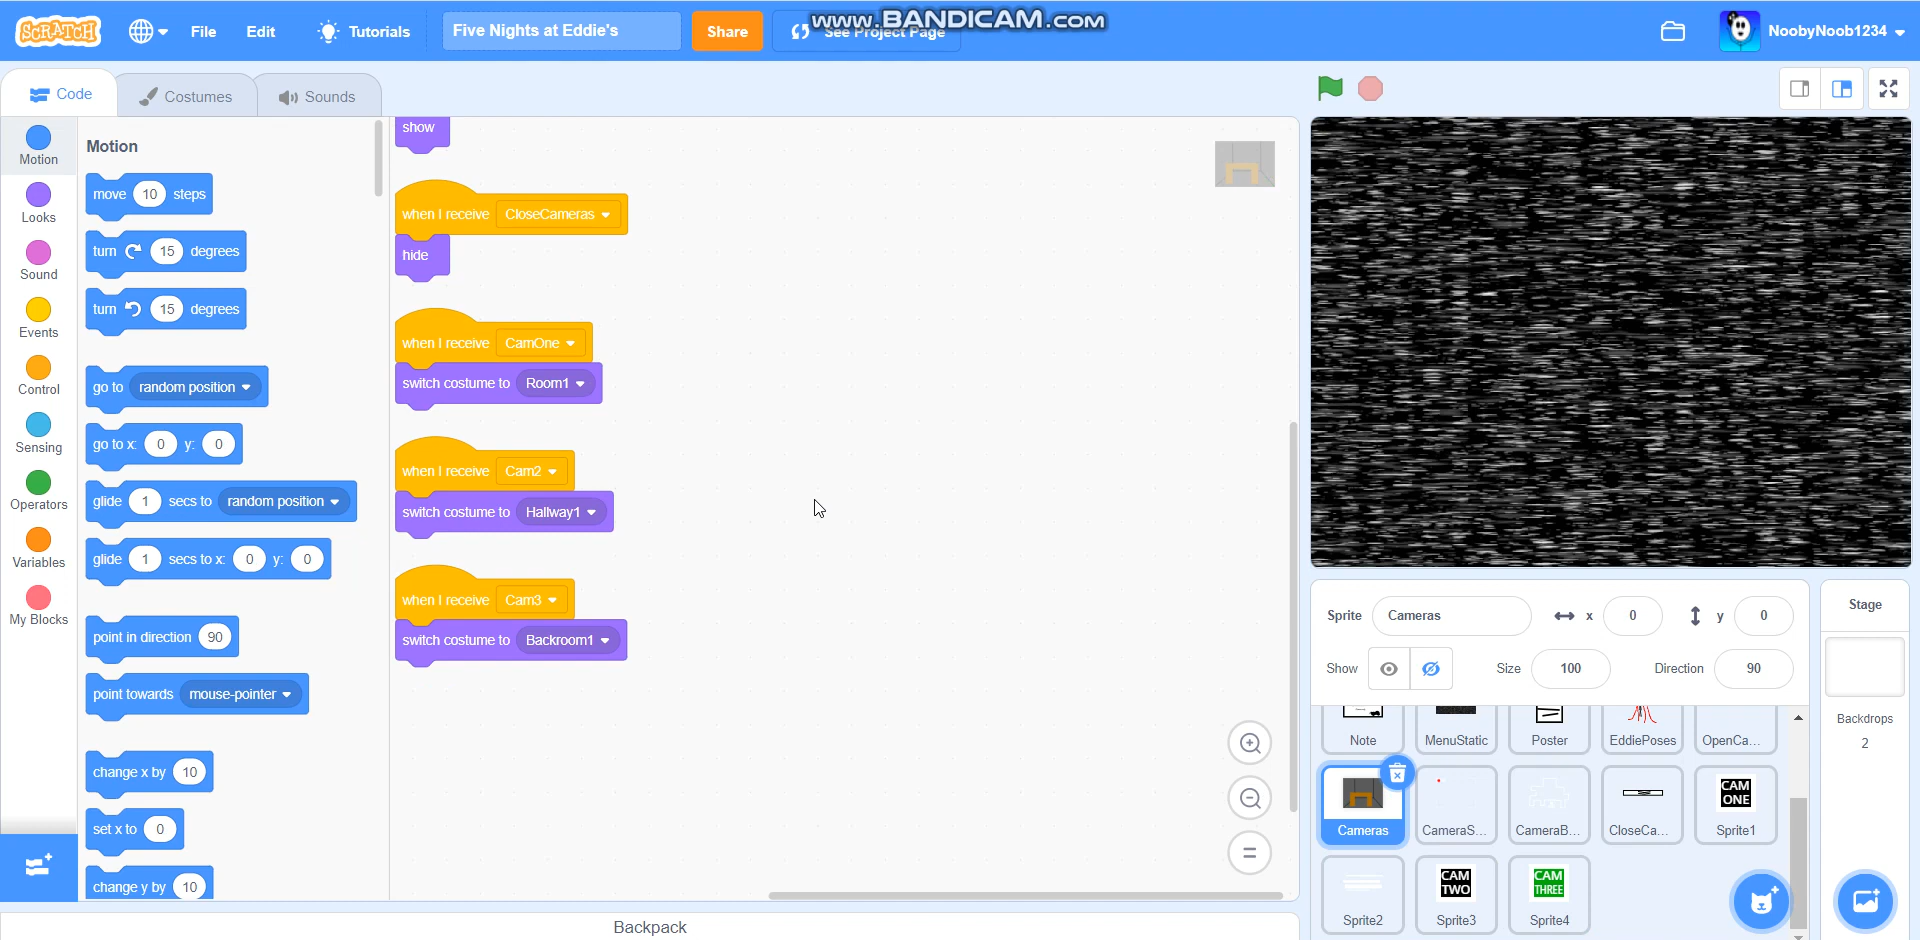 SCRATCH
File
Edit
Tutorials
Five Nights at Eddie's
Share
See Project Page
www.BANDICAM.com
NoobyNoob1234
Code
Costumes
Sounds
Motion
Looks
Sound
Events
Control
Sensing
Operators
Variables
My Blocks
Motion
move 10 steps
turn 15 degrees
turn 15 degrees
go to random position
go to x: 0 y: 0
glide 1 secs to random position
glide 1 secs to x: 0 y: 0
point in direction 90
point towards mouse-pointer
change x by 10
set x to 0
change y by 10
show
when I receive CloseCameras
hide
when I receive CamOne
switch costume to Room1
when I receive Cam2
switch costume to Hallway1
when I receive Cam3
switch costume to Backroom1
Backpack
Sprite Cameras x 0 y 0
Show Size 100 Direction 90
Note MenuStatic Poster EddiePoses OpenCa...
CAM
ONE
Cameras CameraS... CameraB... CloseCa... Sprite1
CAM
TWO
CAM
THREE
Sprite2 Sprite3 Sprite4
Stage
Backdrops
2